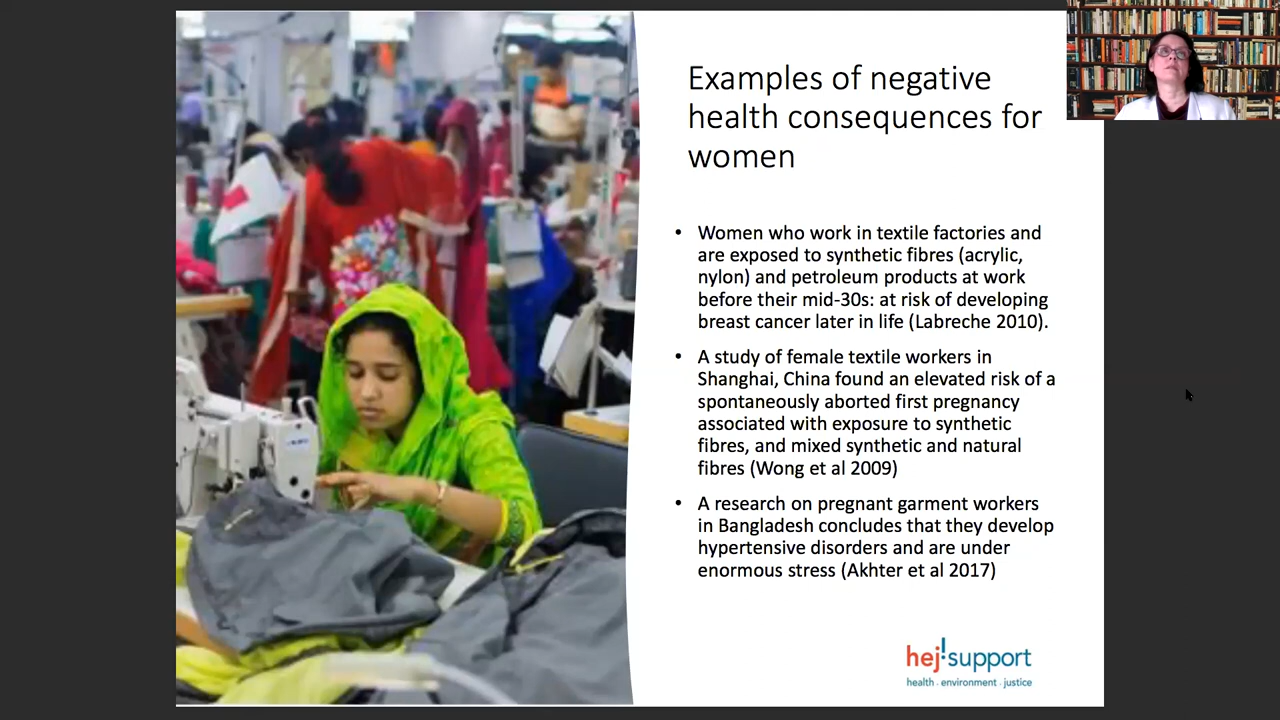 Examples of negative
health consequences for
women
• Women who work in textile factories and
are exposed to synthetic fibres (acrylic,
nylon) and petroleum products at work
before their mid-30s: at risk of developing
breast cancer later in life (Labreche 2010).
• A study of female textile workers in
Shanghai, China found an elevated risk of a
spontaneously aborted first pregnancy
associated with exposure to synthetic
fibres, and mixed synthetic and natural
fibres (Wong et al 2009)
• A research on pregnant garment workers
in Bangladesh concludes that they develop
hypertensive disorders and are under
enormous stress (Akhter et al 2017)
hej!support
health . environment . justice